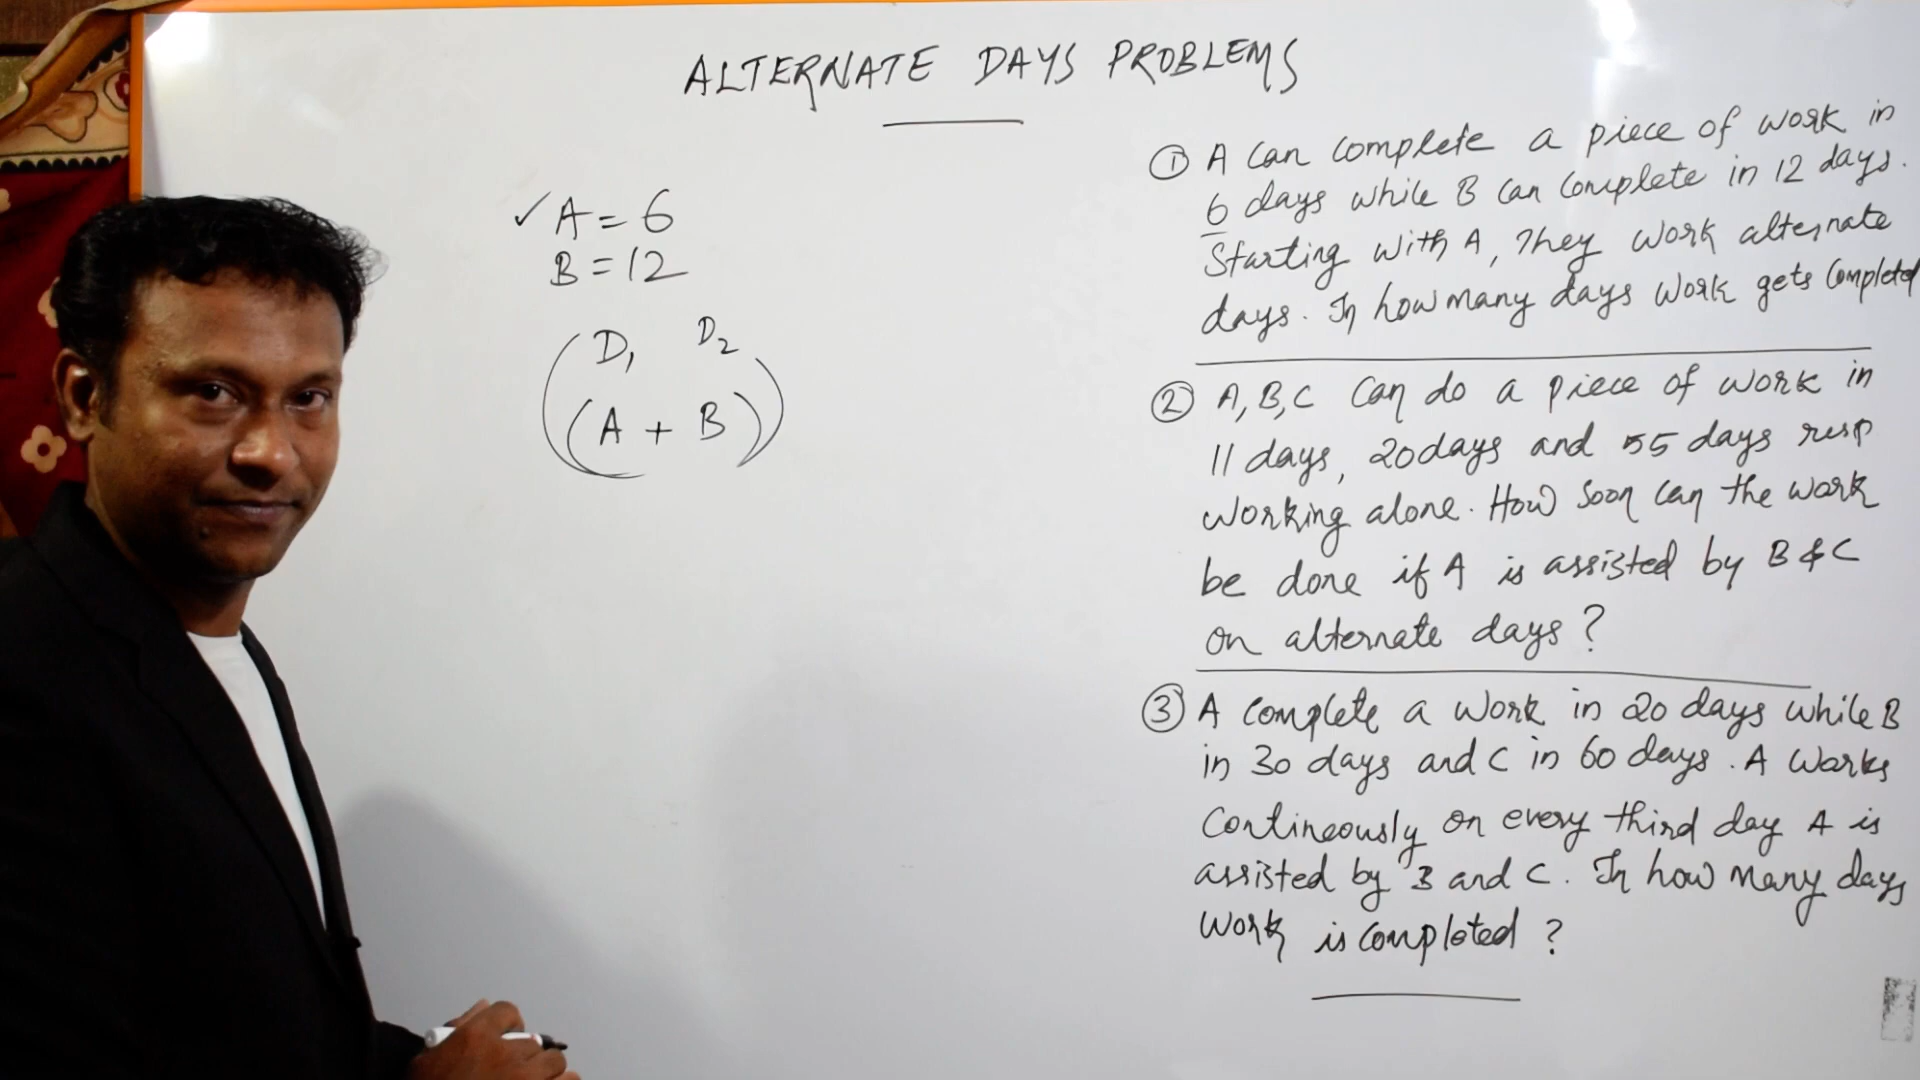 ALTERNATE DAYS PROBLEMS
✓ A = 6
B = 12
D1 D2
(A + B)
① A Can complete a piece of work in
6 days while B Can Complete in 12 days.
Starting with A, They work alternate
days. In how many days work gets Completed
② A, B, C Can do a piece of work in
11 days, 20 days and 55 days resp
working alone. How soon can the work
be done if A is assisted by B & C
on alternate days?
③ A complete a work in 20 days while B
in 30 days and C in 60 days. A Works
Contineously on every third day A is
assisted by B and C. In how many days
work is completed?